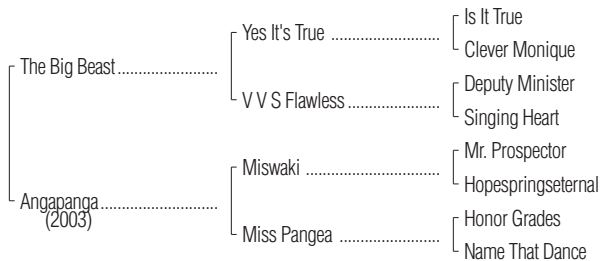 Is It True
Yes It's True ......................
Clever Monique
The Big Beast....................
Deputy Minister
V V S Flawless...................
Singing Heart
Mr. Prospector
Miswaki ...........................
Hopespringseternal
Angapanga.......................
(2003)
Honor Grades
Miss Pangea ....................
Name That Dance